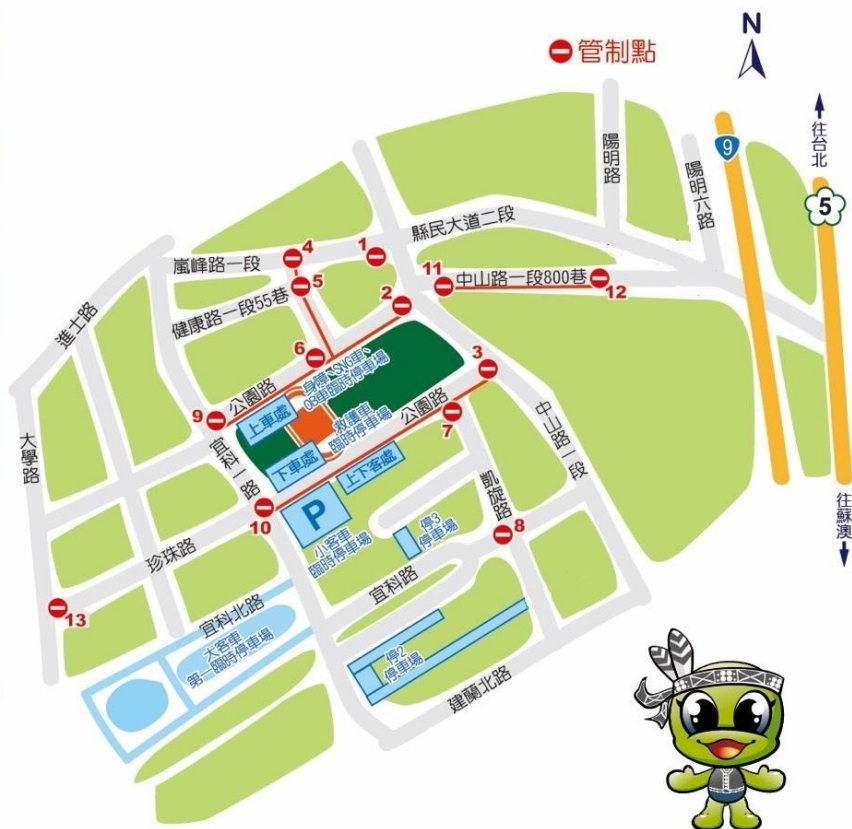 N
管制點
9
往台北
5
陽明路
陽明六路
縣民大道二段
嵐峰路一段
4
1
11
中山路一段800巷
12
健康路一段55巷
5
2
進士路
6
3
身障、SNG車、
OB車臨時停車場
9
公園路
上車處
救護車
臨時停車場
公園路
7
大學路
宜科一路
下車處
上下客處
中山路一段
10
P
小客車
臨時停車場
停3
停車場
凱旋路
8
往蘇澳
珍珠路
宜科路
13
宜科北路
大客車
第一臨時停車場
停2
停車場
建蘭北路